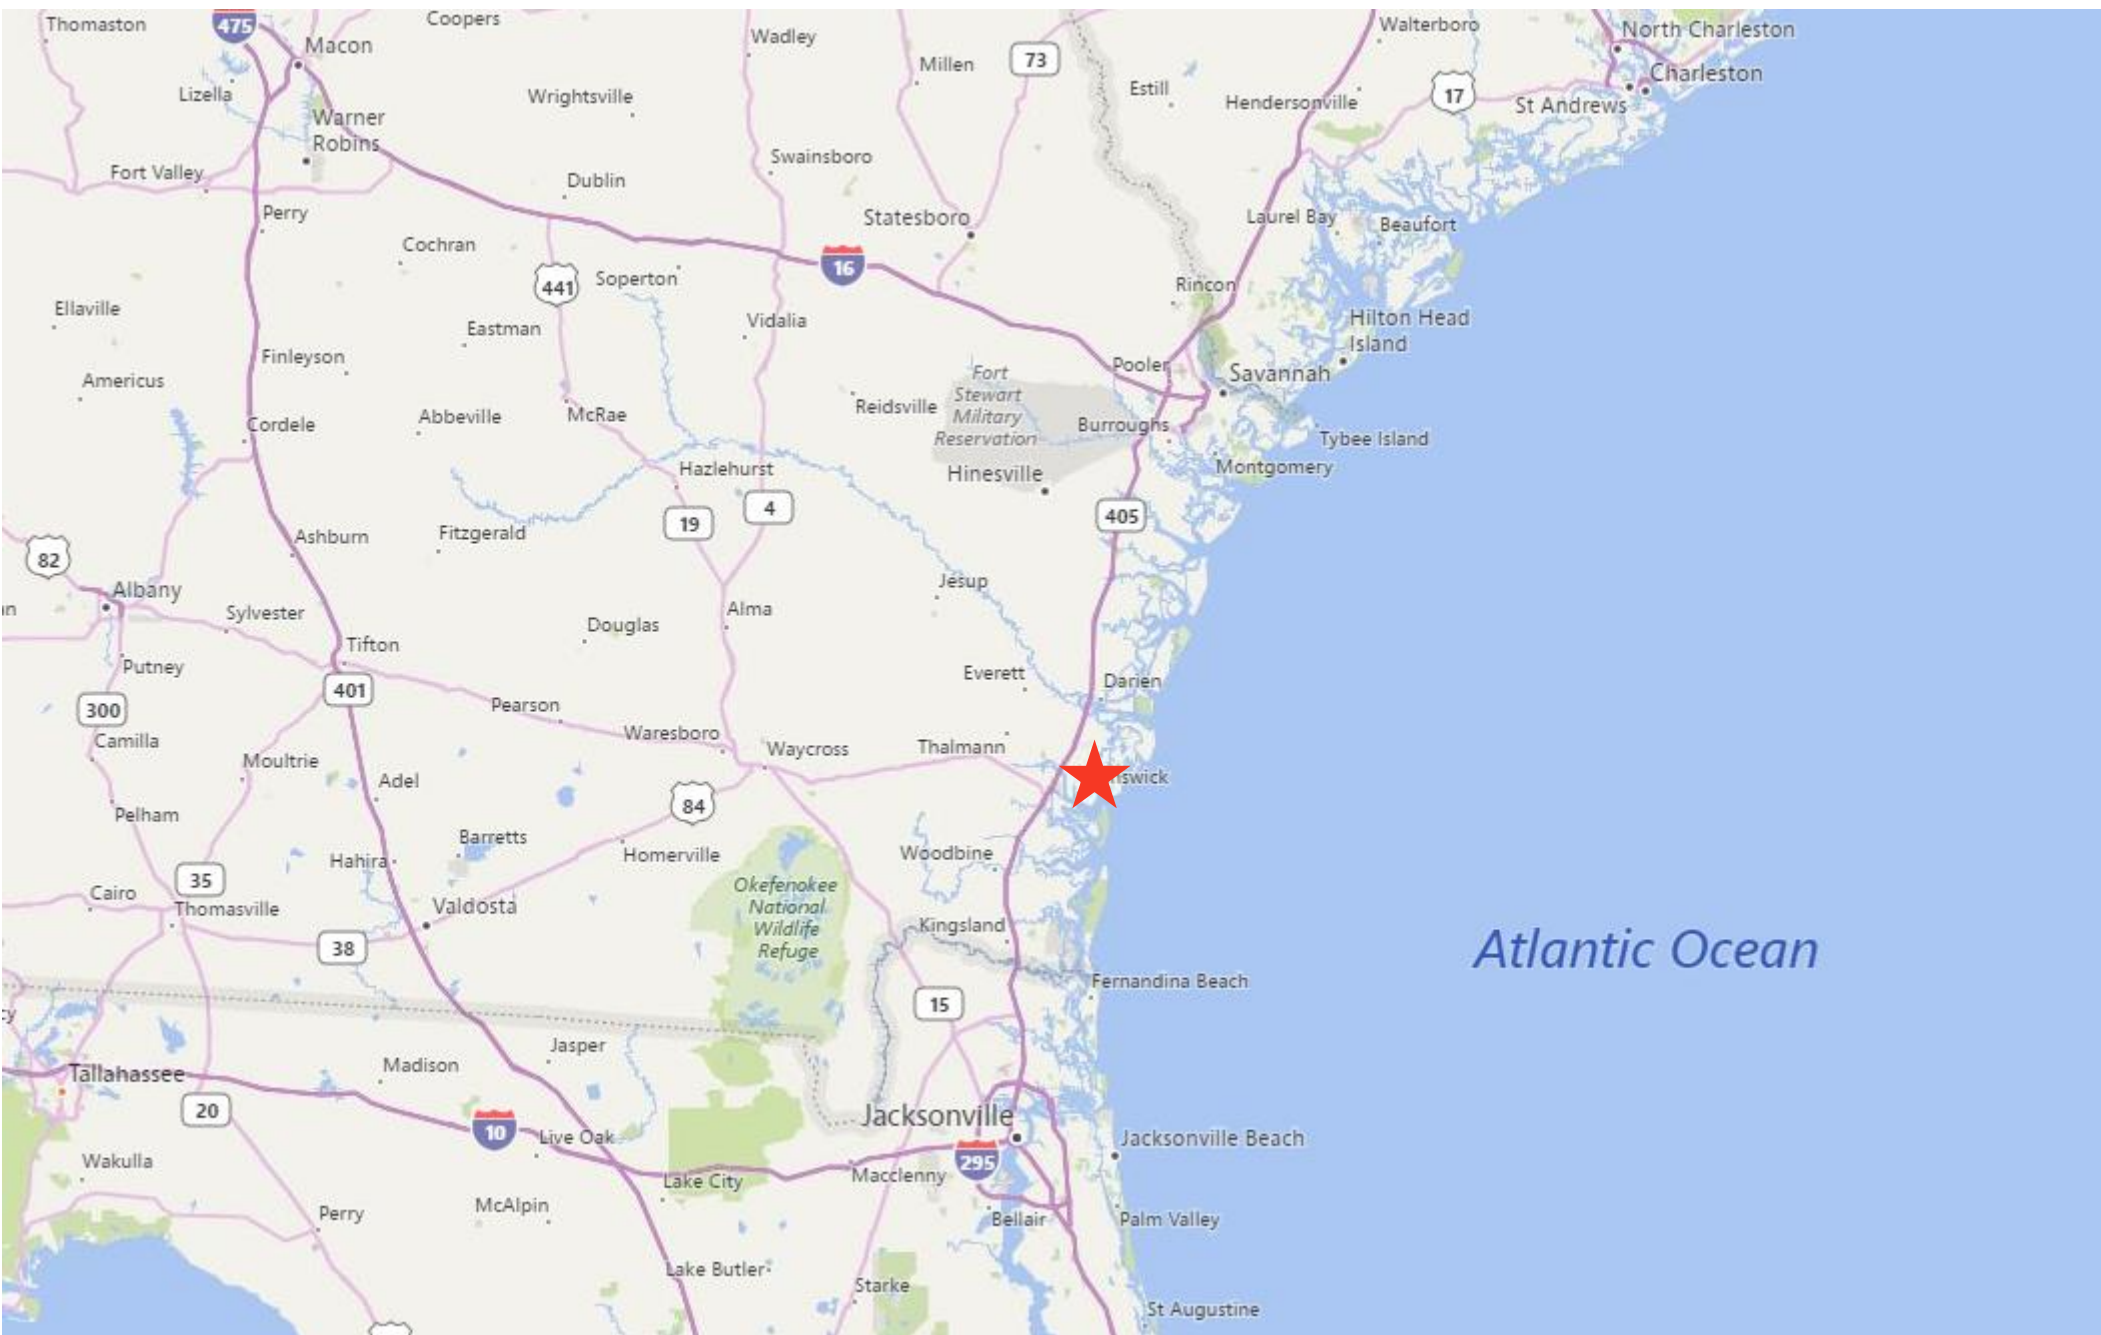 475
Thomaston
Coopers
Macon
Wadley
Walterboro
North Charleston
Millen
73
Charleston
Lizella
Wrightsville
Estill
Hendersonville
17
St Andrews
Warner
Robins
Fort Valley
Dublin
Swainsboro
Perry
Statesboro
Laurel Bay
Beaufort
Cochran
16
441
Soperton
Rincon
Ellaville
Eastman
Vidalia
Hilton Head
Island
Finleyson
Pooler
Americus
Fort
Stewart
Military
Reservation
Savannah
Abbeville
McRae
Reidsville
Cordele
Burroughs
Tybee Island
Hazlehurst
Hinesville
Montgomery
19
4
405
Ashburn
Fitzgerald
82
Albany
Jesup
Sylvester
Douglas
Alma
Tifton
Putney
Everett
Darien
401
300
Pearson
Camilla
Waresboro
Waycross
Thalmann
Moultrie
Adel
nswick
84
Pelham
Barretts
Hahira
Homerville
Woodbine
35
Cairo
Thomasville
Valdosta
Okefenokee
National
Wildlife
Refuge
Kingsland
38
Atlantic Ocean
Fernandina Beach
15
cy
Jasper
Madison
Tallahassee
20
10
Live Oak
Jacksonville
Jacksonville Beach
295
Wakulla
Lake City
Macclenny
McAlpin
Perry
Bellair
Palm Valley
Lake Butler
Starke
St Augustine